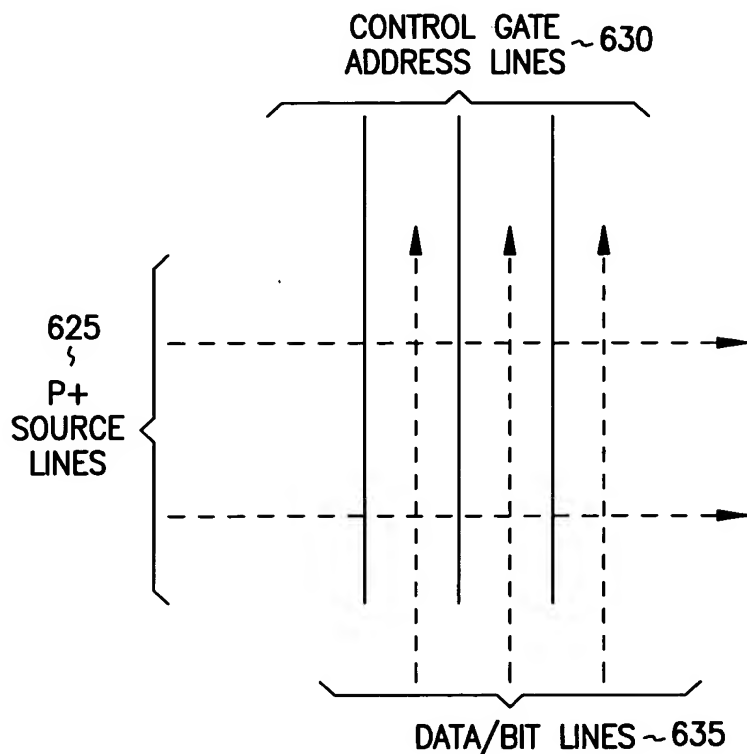 CONTROL GATE
ADDRESS LINES ~630
625
P+
SOURCE
LINES
DATA/BIT LINES ~635